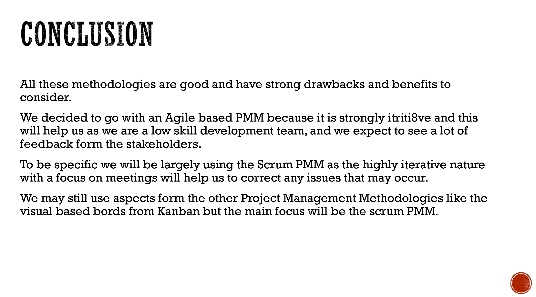 CONCLUSION
All these methodologies are good and have strong drawbacks and benefits to
consider.
We decided to go with an Agile based PMM because it is strongly itriti8ve and this
will help us as we are a low skill development team, and we expect to see a lot of
feedback form the stakeholders.
To be specific we will be largely using the Scrum PMM as the highly iterative nature
with a focus on meetings will help us to correct any issues that may occur.
We may still use aspects form the other Project Management Methodologies like the
visual based bords from Kanban but the main focus will be the scrum PMM.